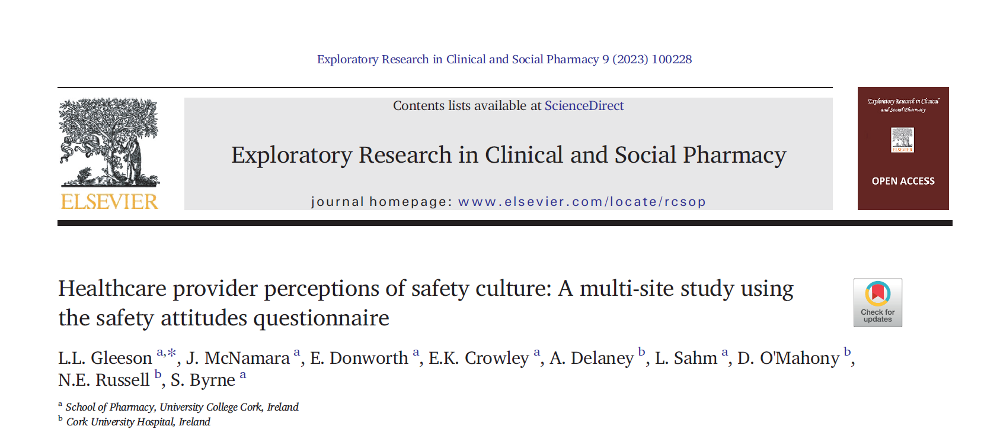 Exploratory Research in Clinical and Social Pharmacy 9 (2023) 100228
Contents lists available at ScienceDirect
Exploratory Research in Clinical and Social Pharmacy
journal homepage: www.elsevier.com/locate/rcsop
NON SOLUS
ELSEVIER
Exploratory Research in Clinical
and Social Pharmacy
ELSEVIER
OPEN ACCESS
Healthcare provider perceptions of safety culture: A multi-site study using
the safety attitudes questionnaire
Check for
updates
L.L. Gleeson a,*, J. McNamara a, E. Donworth a, E.K. Crowley a, A. Delaney b, L. Sahm a, D. O'Mahony b,
N.E. Russell b, S. Byrne a
a School of Pharmacy, University College Cork, Ireland
b Cork University Hospital, Ireland